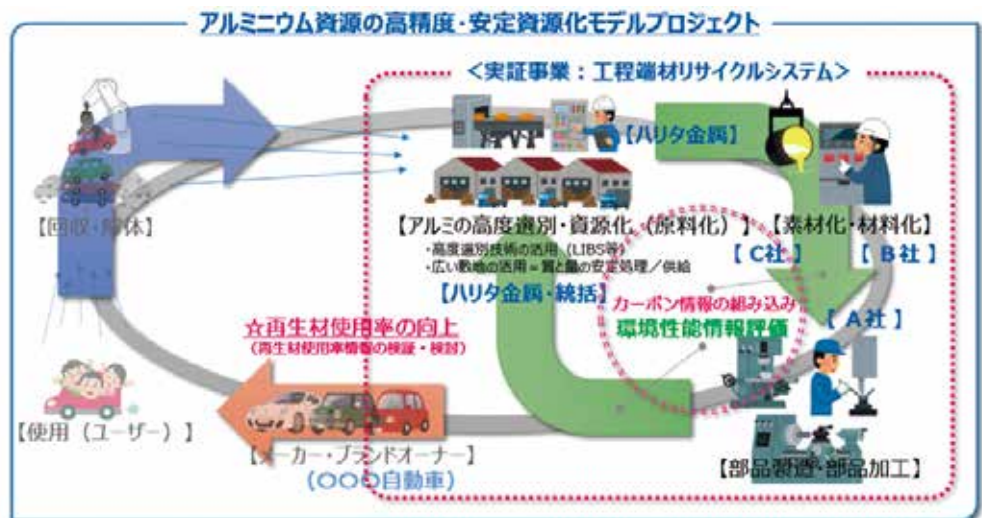 アルミニウム資源の高精度・安定資源化モデルプロジェクト
＜実証事業：工程端材リサイクルシステム＞
【ハリタ金属】
【回収・解体】
【アルミの高度選別・資源化（原料化）】
・高度選別技術の活用（LIBS等）
・広い敷地の活用＝質と量の安定処理／供給
【ハリタ金属・統括】
【素材化・材料化】
【C社】
【B社】
カーボン情報の組み込み
環境性能情報評価
【A社】
☆再生材使用率の向上
（再生材使用率情報の検証・検討）
【使用（ユーザー）】
【メーカー・ブランドオーナー】
（〇〇〇自動車）
【部品製造・部品加工】